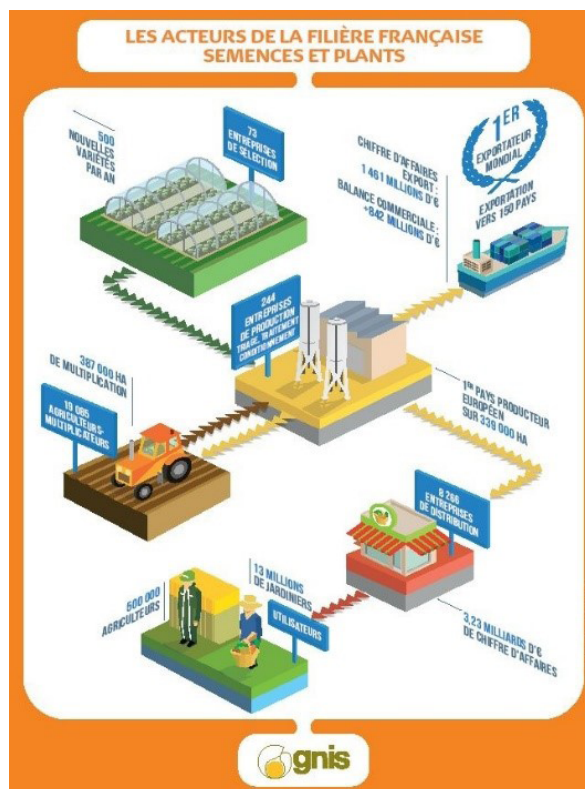 LES ACTEURS DE LA FILIÈRE FRANÇAISE
SEMENCES ET PLANTS
500
NOUVELLES
VARIÉTÉS
PAR AN
73
ENTREPRISES
DE SÉLECTION
CHIFFRE D'AFFAIRES
EXPORT :
1 461 MILLIONS D'€
BALANCE COMMERCIALE :
+842 MILLIONS D'€
1ER
EXPORTATEUR
MONDIAL
EXPORTATION
VERS 150 PAYS
244
ENTREPRISES
DE PRODUCTION
TRIAGE, TRAITEMENT
CONDITIONNEMENT
387 000 HA
DE MULTIPLICATION
19 085
AGRICULTEURS-
MULTIPLICATEURS
1ER PAYS PRODUCTEUR
EUROPÉEN
SUR 339 000 HA
8 266
ENTREPRISES
DE DISTRIBUTION
13 MILLIONS
DE JARDINIERS
500 000
AGRICULTEURS
UTILISATEURS
3,23 MILLIARDS D'€
DE CHIFFRE D'AFFAIRES
gnis